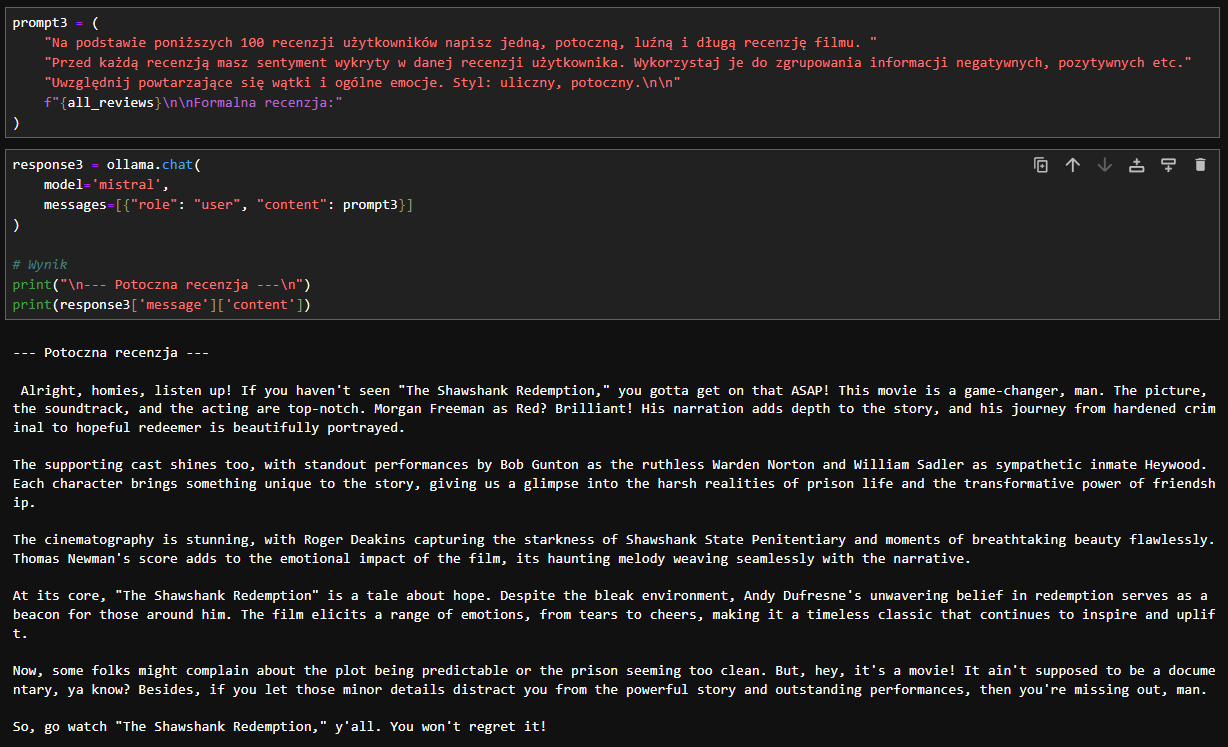 prompt3 = (
    "Na podstawie poniższych 100 recenzji użytkowników napisz jedną, potoczną, luźną i długą recenzję filmu. "
    "Przed każdą recenzją masz sentyment wykryty w danej recenzji użytkownika. Wykorzystaj je do zgrupowania informacji negatywnych, pozytywnych etc."
    "Uwzględnij powtarzające się wątki i ogólne emocje. Styl: uliczny, potoczny.\n\n"
    f"{all_reviews}\n\nFormalna recenzja:"
)
response3 = ollama.chat(
    model='mistral',
    messages=[{"role": "user", "content": prompt3}]
)
# Wynik
print("\n--- Potoczna recenzja ---\n")
print(response3['message']['content'])
--- Potoczna recenzja ---
 Alright, homies, listen up! If you haven't seen "The Shawshank Redemption," you gotta get on that ASAP! This movie is a game-changer, man. The picture,
the soundtrack, and the acting are top-notch. Morgan Freeman as Red? Brilliant! His narration adds depth to the story, and his journey from hardened crim
inal to hopeful redeemer is beautifully portrayed.
The supporting cast shines too, with standout performances by Bob Gunton as the ruthless Warden Norton and William Sadler as sympathetic inmate Heywood.
Each character brings something unique to the story, giving us a glimpse into the harsh realities of prison life and the transformative power of friendsh
ip.
The cinematography is stunning, with Roger Deakins capturing the starkness of Shawshank State Penitentiary and moments of breathtaking beauty flawlessly.
Thomas Newman's score adds to the emotional impact of the film, its haunting melody weaving seamlessly with the narrative.
At its core, "The Shawshank Redemption" is a tale about hope. Despite the bleak environment, Andy Dufresne's unwavering belief in redemption serves as a
beacon for those around him. The film elicits a range of emotions, from tears to cheers, making it a timeless classic that continues to inspire and uplif
t.
Now, some folks might complain about the plot being predictable or the prison seeming too clean. But, hey, it's a movie! It ain't supposed to be a docume
ntary, ya know? Besides, if you let those minor details distract you from the powerful story and outstanding performances, then you're missing out, man.
So, go watch "The Shawshank Redemption," y'all. You won't regret it!